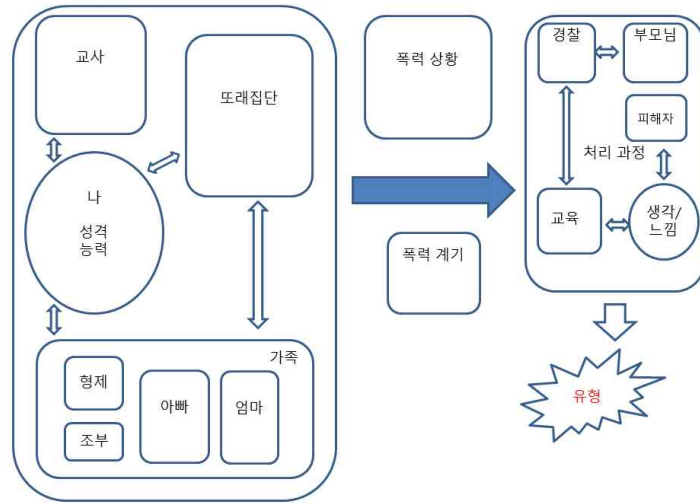 교사
또래집단
나
성격
능력
가족
형제
아빠
엄마
조부
폭력 상황
폭력 계기
경찰
부모님
피해자
처리 과정
교육
생각/
느낌
유형